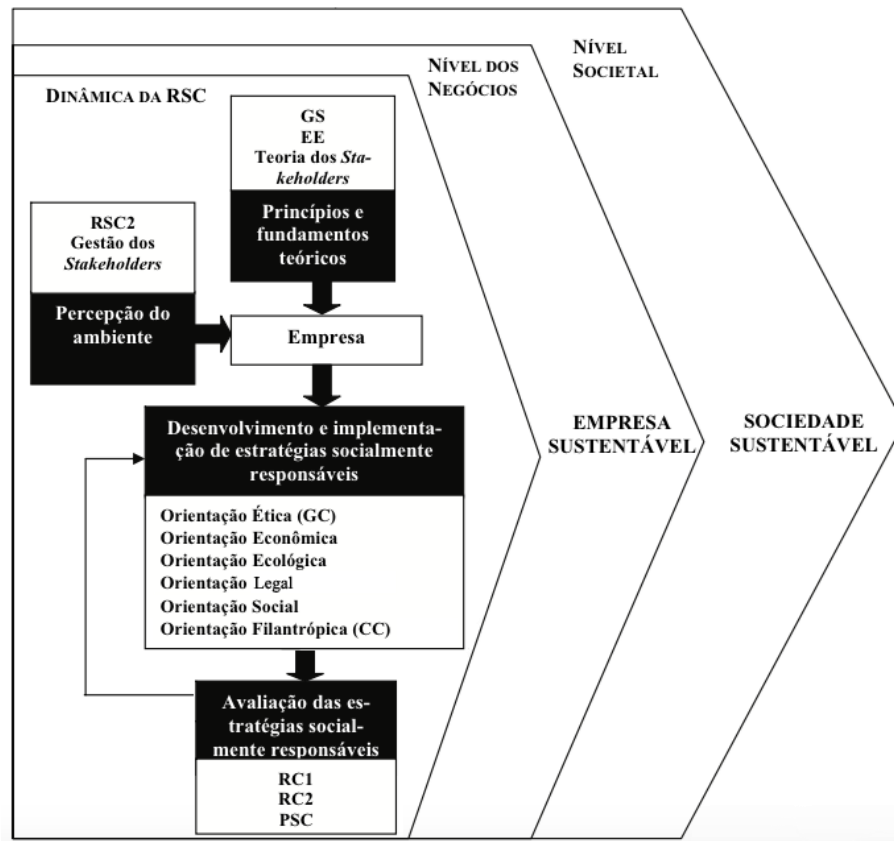 NÍVEL
SOCIETAL
NÍVEL DOS
NEGÓCIOS
DINÂMICA DA RSC
GS
EE
Teoria dos Sta-
keholders
Princípios e
fundamentos
teóricos
RSC2
Gestão dos
Stakeholders
Percepção do
ambiente
Empresa
Desenvolvimento e implementa-
ção de estratégias socialmente
responsáveis
Orientação Ética (GC)
Orientação Econômica
Orientação Ecológica
Orientação Legal
Orientação Social
Orientação Filantrópica (CC)
Avaliação das es-
tratégias social-
mente responsáveis
RC1
RC2
PSC
EMPRESA
SUSTENTÁVEL
SOCIEDADE
SUSTENTÁVEL